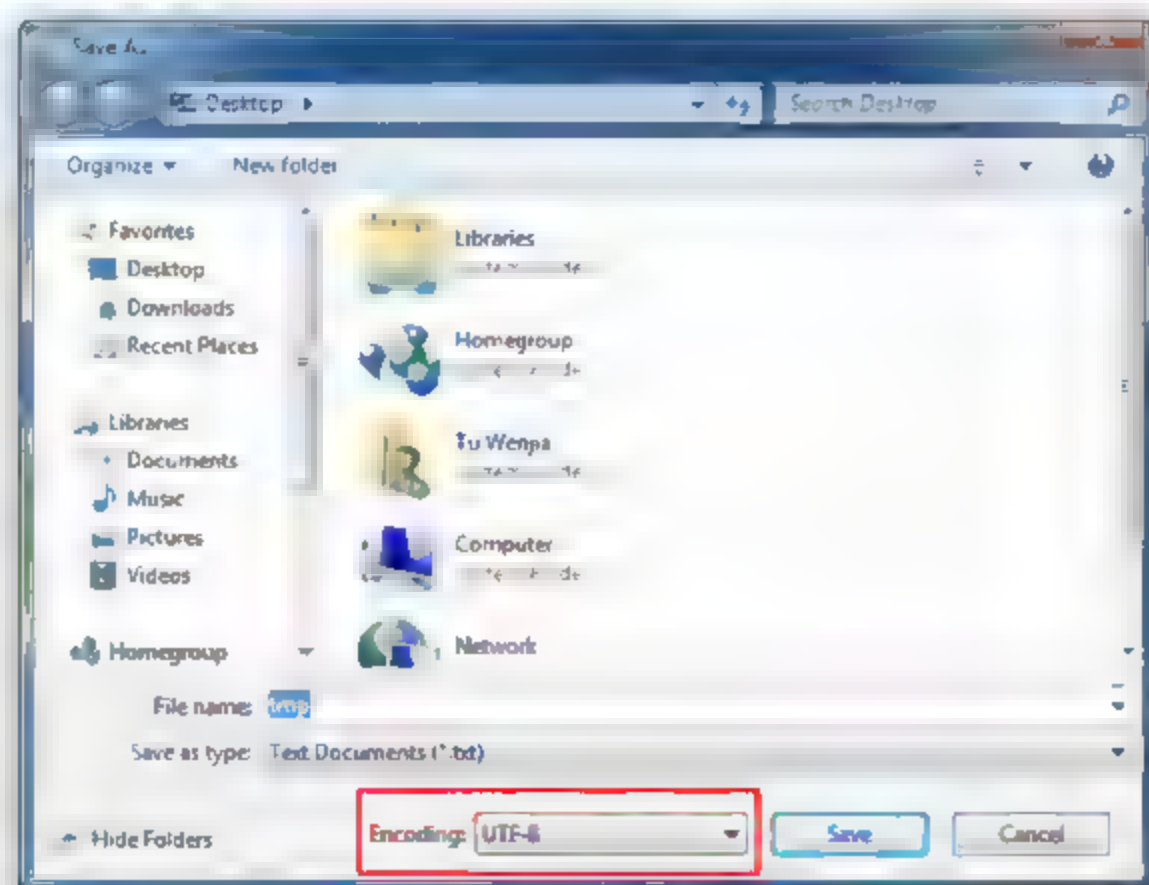 Save As
Desktop
Search Desktop
Organize
New folder
Favorites
Desktop
Downloads
Recent Places
Libraries
Documents
Music
Pictures
Videos
Homegroup
Libraries
Homegroup
Computer
Network
File name:
Save as type: Text Documents (*.txt)
Hide Folders
Encoding: UTF-8
Save
Cancel